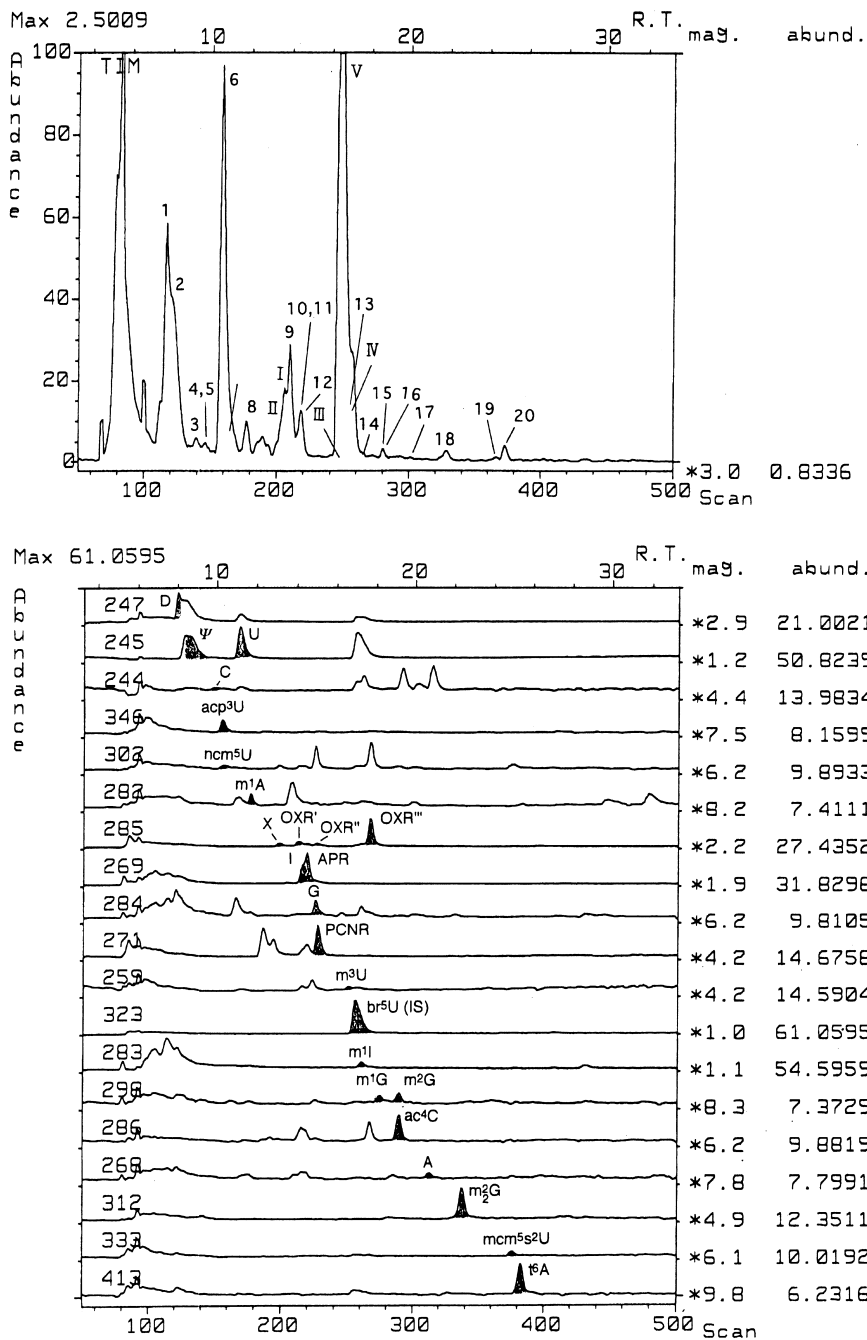 Max 2.5009 10 20 30 R.T. mag. abund.
Abundance
100 80 60 40 20 0
TIM
1 2 3 4,5 6 8 9 10,11 12 13 14 15 16 17 18 19 20
I II III IV V
*3.0 0.8336
100 200 300 400 500
Scan
Max 61.0595 10 20 R.T. mag. abund.
Abundance
247 D *2.9 21.0021
245 Ψ U *1.2 50.8239
244 C *4.4 13.9834
346 acp³U *7.5 8.1595
302 ncm⁵U *6.2 9.8933
282 m¹A *8.2 7.4111
285 X OXR' OXR'' OXR''' *2.2 27.4352
269 I APR *1.9 31.8298
284 G *6.2 9.8105
271 PCNR *4.2 14.6758
259 m³U *4.2 14.5904
323 br⁵U (IS) *1.0 61.0595
283 m¹I *1.1 54.5959
298 m¹G m²G *8.3 7.3725
286 ac⁴C *6.2 9.8819
268 A *7.8 7.7991
312 m²₂G *4.9 12.3511
333 mcm⁵s²U *6.1 10.0192
413 t⁶A *9.8 6.2316
100 200 300 400 500
Scan